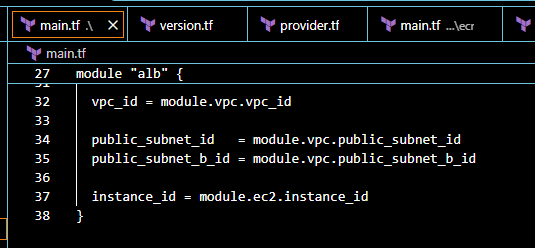 main.tf .\ version.tf provider.tf main.tf ...\ecr
main.tf
27 module "alb" {
32 vpc_id = module.vpc.vpc_id
33
34 public_subnet_id   = module.vpc.public_subnet_id
35 public_subnet_b_id = module.vpc.public_subnet_b_id
36
37 instance_id = module.ec2.instance_id
38 }